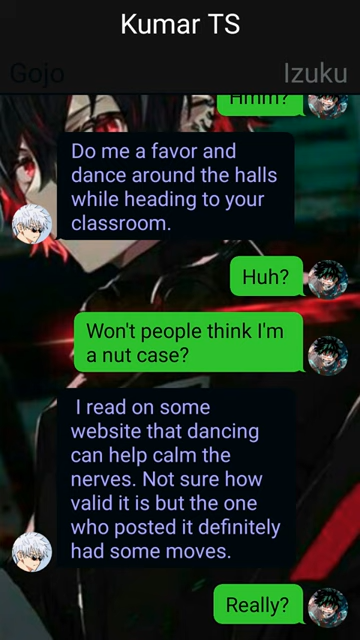 Kumar TS
Gojo
Izuku
Hmm?
Do me a favor and
dance around the halls
while heading to your
classroom.
Huh?
Won't people think I'm
a nut case?
I read on some
website that dancing
can help calm the
nerves. Not sure how
valid it is but the one
who posted it definitely
had some moves.
Really?